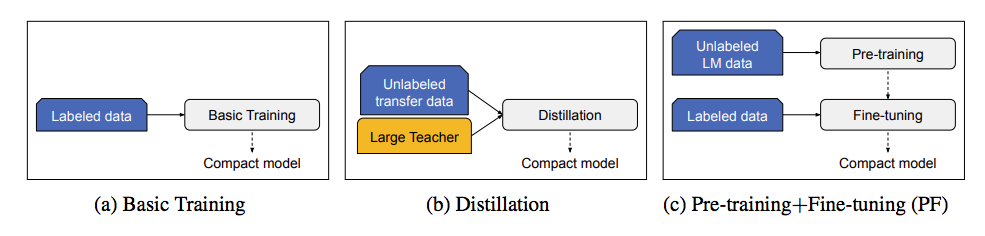 Labeled data
Basic Training
Compact model
(a) Basic Training
Unlabeled
transfer data
Large Teacher
Distillation
Compact model
(b) Distillation
Unlabeled
LM data
Pre-training
Labeled data
Fine-tuning
Compact model
(c) Pre-training+Fine-tuning (PF)